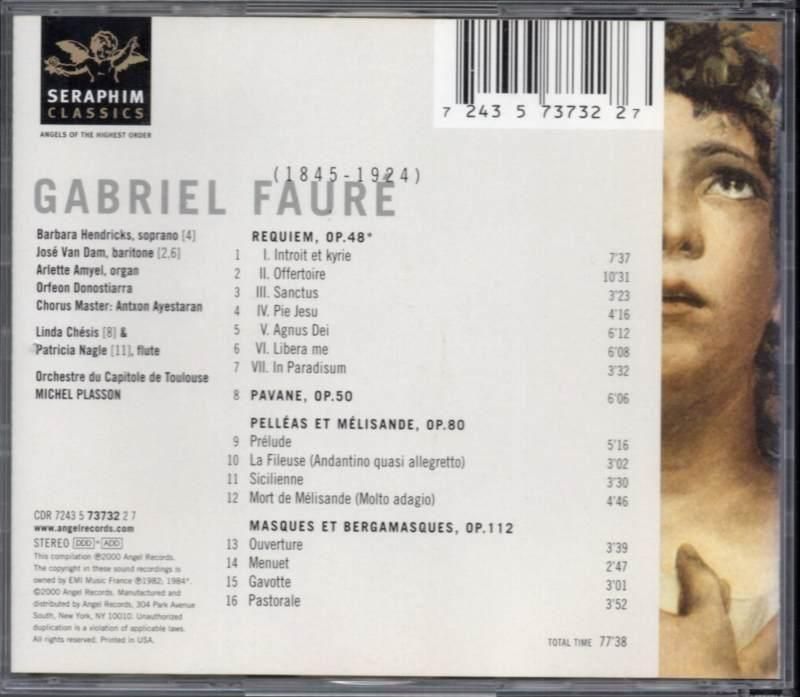 SERAPHIM
CLASSICS
ANGELS OF THE HIGHEST ORDER
7 243 5 73732 2 7
(1845-1924)
GABRIEL FAURÉ
Barbara Hendricks, soprano [4]
José Van Dam, baritone [2,6]
Arlette Amyel, organ
Orfeon Donostiarra
Chorus Master: Antxon Ayestaran
Linda Chésis [8] &
Patricia Nagle [11], flute
Orchestre du Capitole de Toulouse
MICHEL PLASSON
REQUIEM, OP.48*
1 I. Introit et kyrie 7'37
2 II. Offertoire 10'31
3 III. Sanctus 3'23
4 IV. Pie Jesu 4'16
5 V. Agnus Dei 6'12
6 VI. Libera me 6'08
7 VII. In Paradisum 3'32
8 PAVANE, OP.50 6'06
PELLÉAS ET MÉLISANDE, OP.80
9 Prélude 5'16
10 La Fileuse (Andantino quasi allegretto) 3'02
11 Sicilienne 3'30
12 Mort de Mélisande (Molto adagio) 4'46
MASQUES ET BERGAMASQUES, OP.112
13 Ouverture 3'39
14 Menuet 2'47
15 Gavotte 3'01
16 Pastorale 3'52
TOTAL TIME 77'38
CDR 7243 5 73732 2 7
www.angelrecords.com
STEREO DDD *ADD
This compilation ℗2000 Angel Records.
The copyright in these sound recordings is
owned by EMI Music France ℗1982; 1984*.
©2000 Angel Records. Manufactured and
distributed by Angel Records, 304 Park Avenue
South, New York, NY 10010. Unauthorized
duplication is a violation of applicable laws.
All rights reserved. Printed in USA.